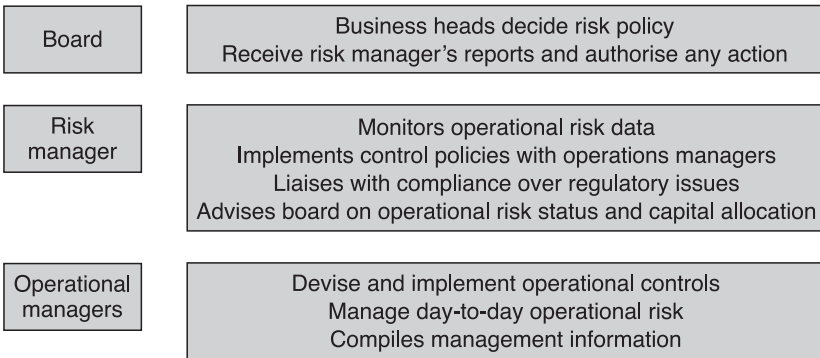 Board
Business heads decide risk policy
Receive risk manager's reports and authorise any action
Risk
manager
Monitors operational risk data
Implements control policies with operations managers
Liaises with compliance over regulatory issues
Advises board on operational risk status and capital allocation
Operational
managers
Devise and implement operational controls
Manage day-to-day operational risk
Compiles management information